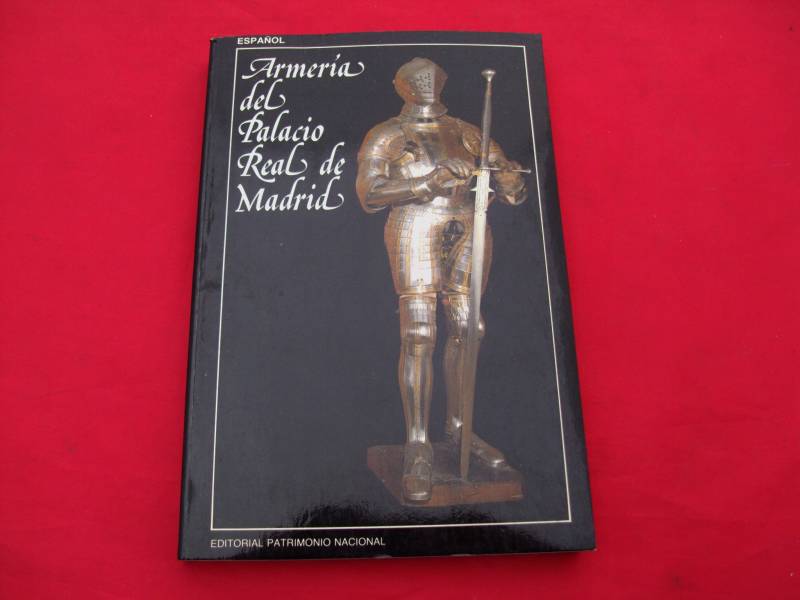 ESPAÑOL
Armería
del
Palacio
Real de
Madrid
EDITORIAL PATRIMONIO NACIONAL